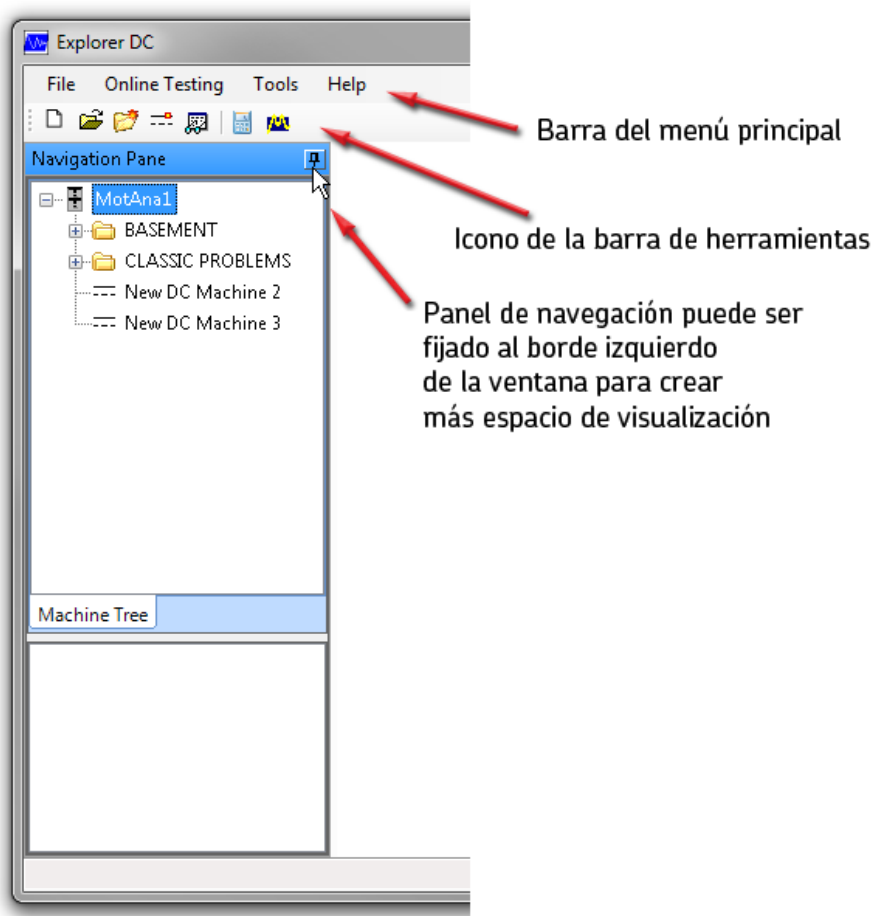 Explorer DC
File Online Testing Tools Help
Barra del menú principal
Navigation Pane
MotAna1
BASEMENT
CLASSIC PROBLEMS
New DC Machine 2
New DC Machine 3
Icono de la barra de herramientas
Panel de navegación puede ser
fijado al borde izquierdo
de la ventana para crear
más espacio de visualización
Machine Tree